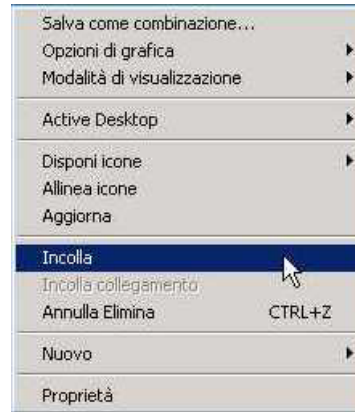 Salva come combinazione...
Opzioni di grafica
Modalità di visualizzazione
Active Desktop
Disponi icone
Allinea icone
Aggiorna
Incolla
Incolla collegamento
Annulla Elimina CTRL+Z
Nuovo
Proprietà